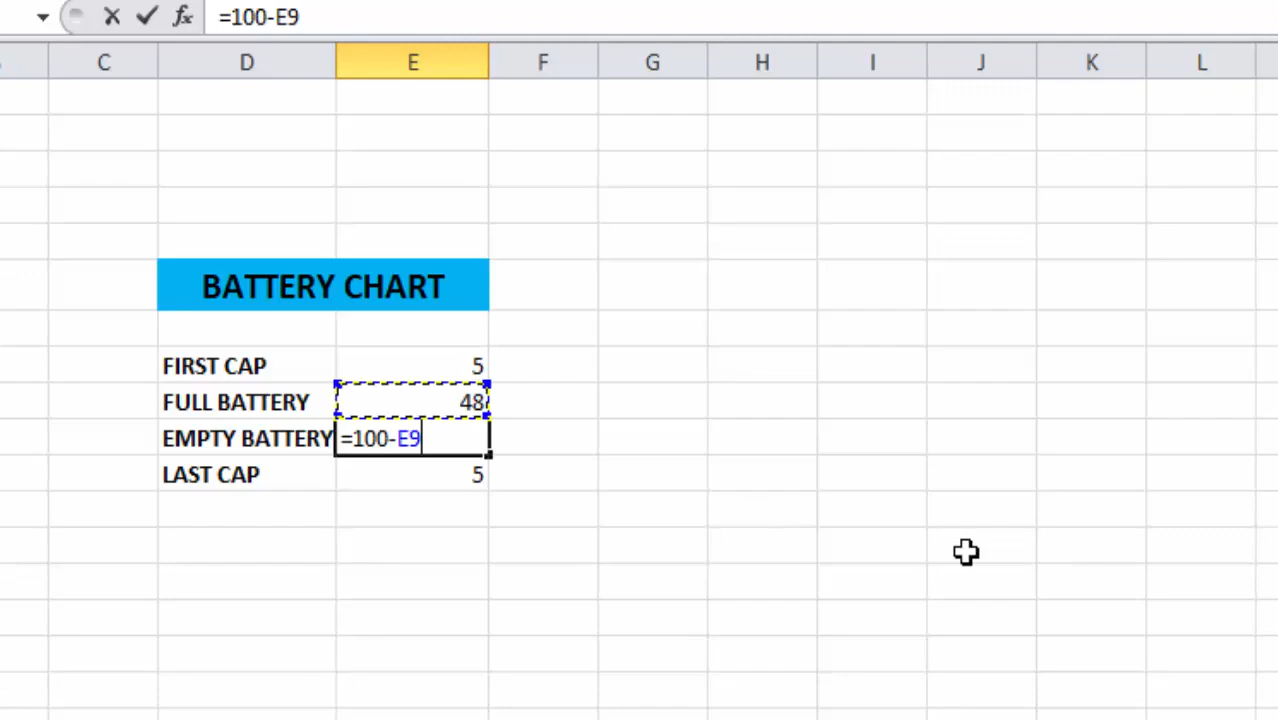 =100-E9
C D E F G H I J K L
BATTERY CHART
FIRST CAP 5
FULL BATTERY 48
EMPTY BATTERY =100-E9
LAST CAP 5